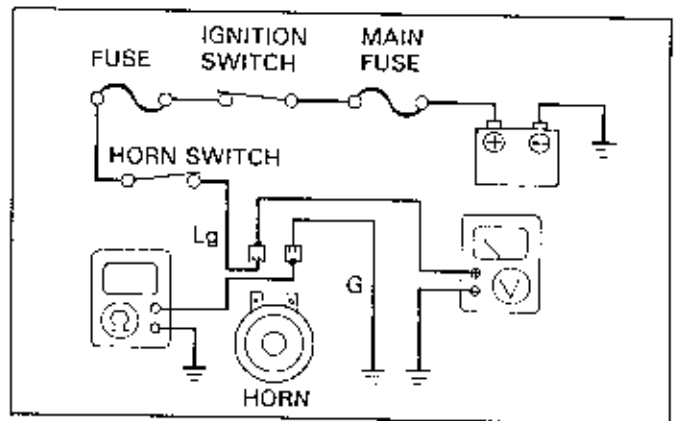 FUSE
IGNITION
SWITCH
MAIN
FUSE
HORN SWITCH
Lg
G
Ω
V
HORN